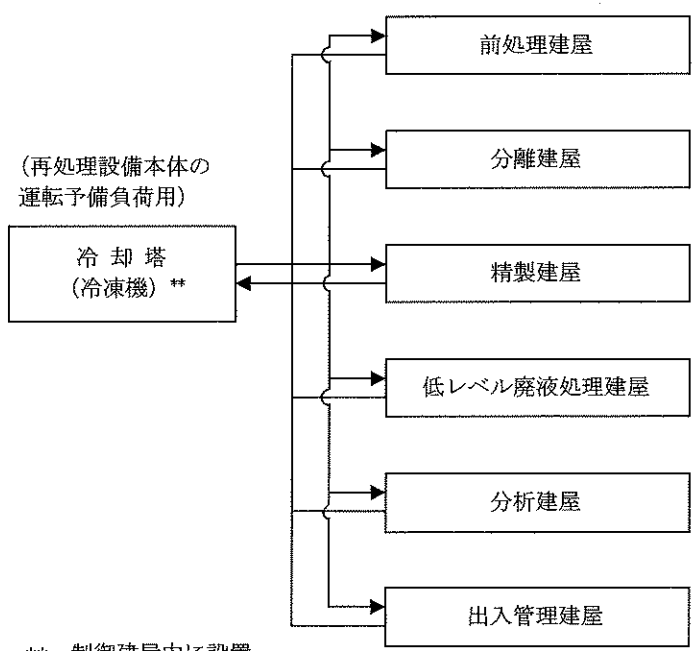 前処理建屋
分離建屋
(再処理設備本体の
運転予備負荷用)
冷却塔
(冷凍機) **
精製建屋
低レベル廃液処理建屋
分析建屋
出入管理建屋
** 制御建屋内に設置